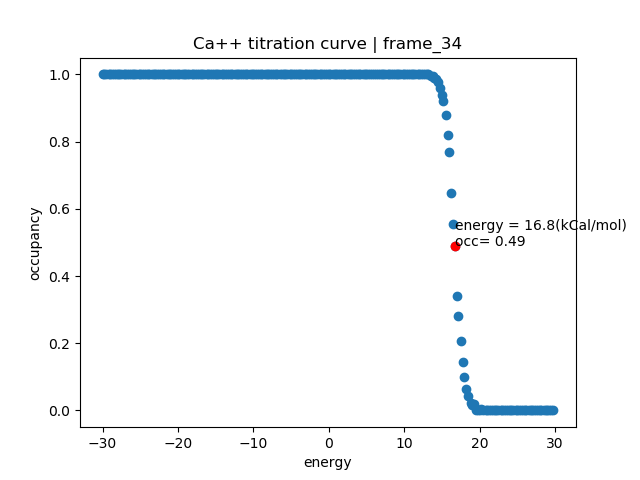 Ca++ titration curve | frame_34
occupancy
1.0
0.8
0.6
0.4
0.2
0.0
energy = 16.8(kCal/mol)
occ= 0.49
−30
−20
−10
0
10
20
30
energy